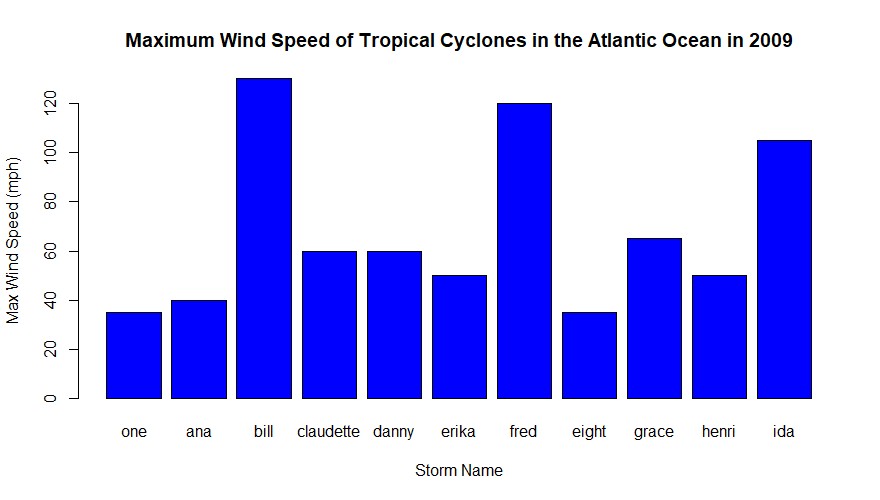 Maximum Wind Speed of Tropical Cyclones in the Atlantic Ocean in 2009
Max Wind Speed (mph)
120
100
80
60
40
20
0
one ana bill claudette danny erika fred eight grace henri ida
Storm Name